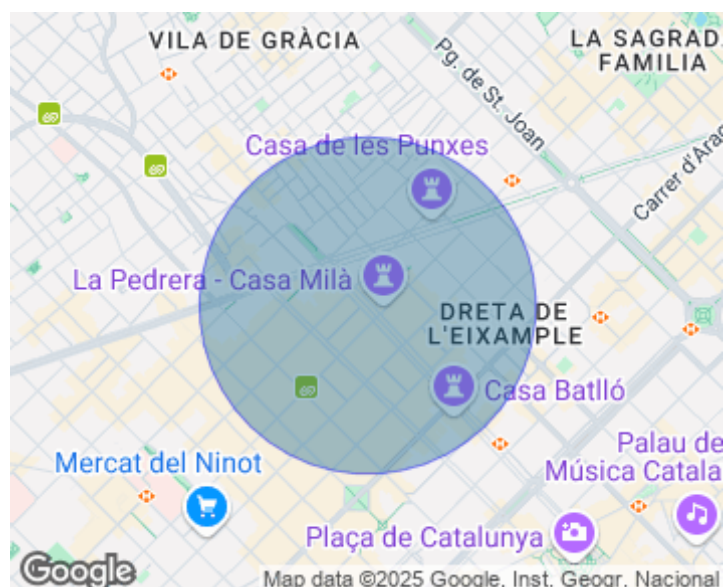 VILA DE GRÀCIA
LA SAGRAD
FAMILIA
Pg. de St. Joan
Casa de les Punxes
Carrer d'Arag
La Pedrera - Casa Milà
DRETA DE
L'EIXAMPLE
Casa Batlló
Mercat del Ninot
Palau de
Música Catala
Plaça de Catalunya
Google
Map data ©2025 Google, Inst. Geogr. Nacional